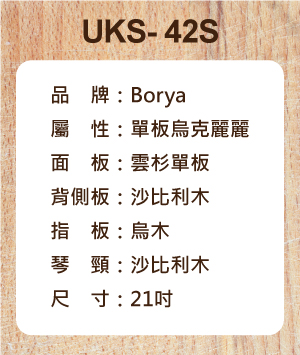 UKS- 42S
品　牌：Borya
屬　性：單板烏克麗麗
面　板：雲杉單板
背側板：沙比利木
指　板：烏木
琴　頸：沙比利木
尺　寸：21吋